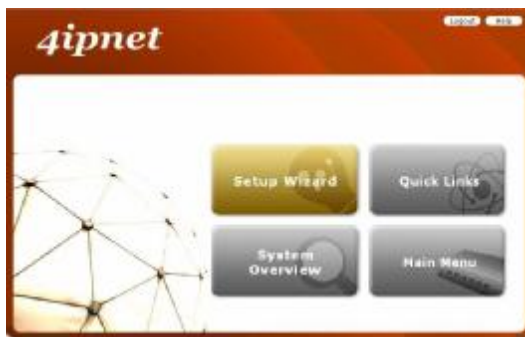 4ipnet
Logout Help
Setup Wizard
Quick Links
System
Overview
Main Menu